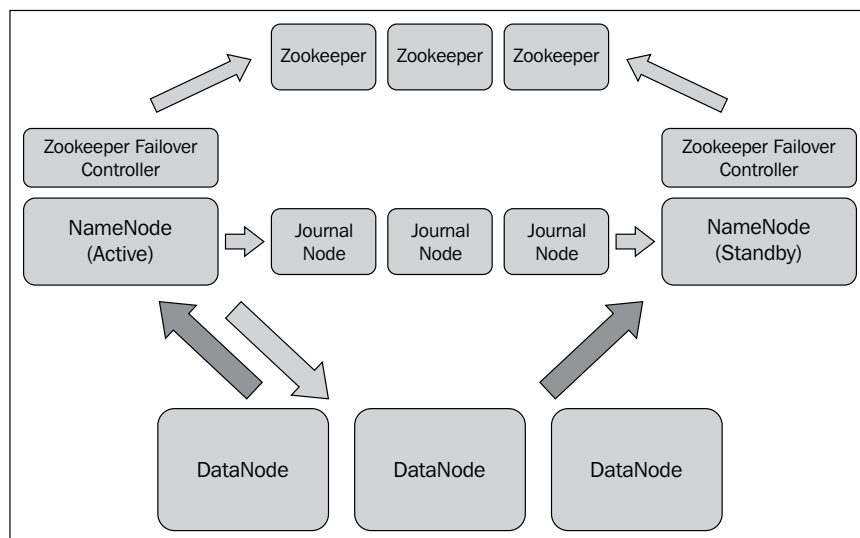 Zookeeper Zookeeper Zookeeper
Zookeeper Failover
Controller
Zookeeper Failover
Controller
NameNode
(Active)
Journal
Node
Journal
Node
Journal
Node
NameNode
(Standby)
DataNode DataNode DataNode